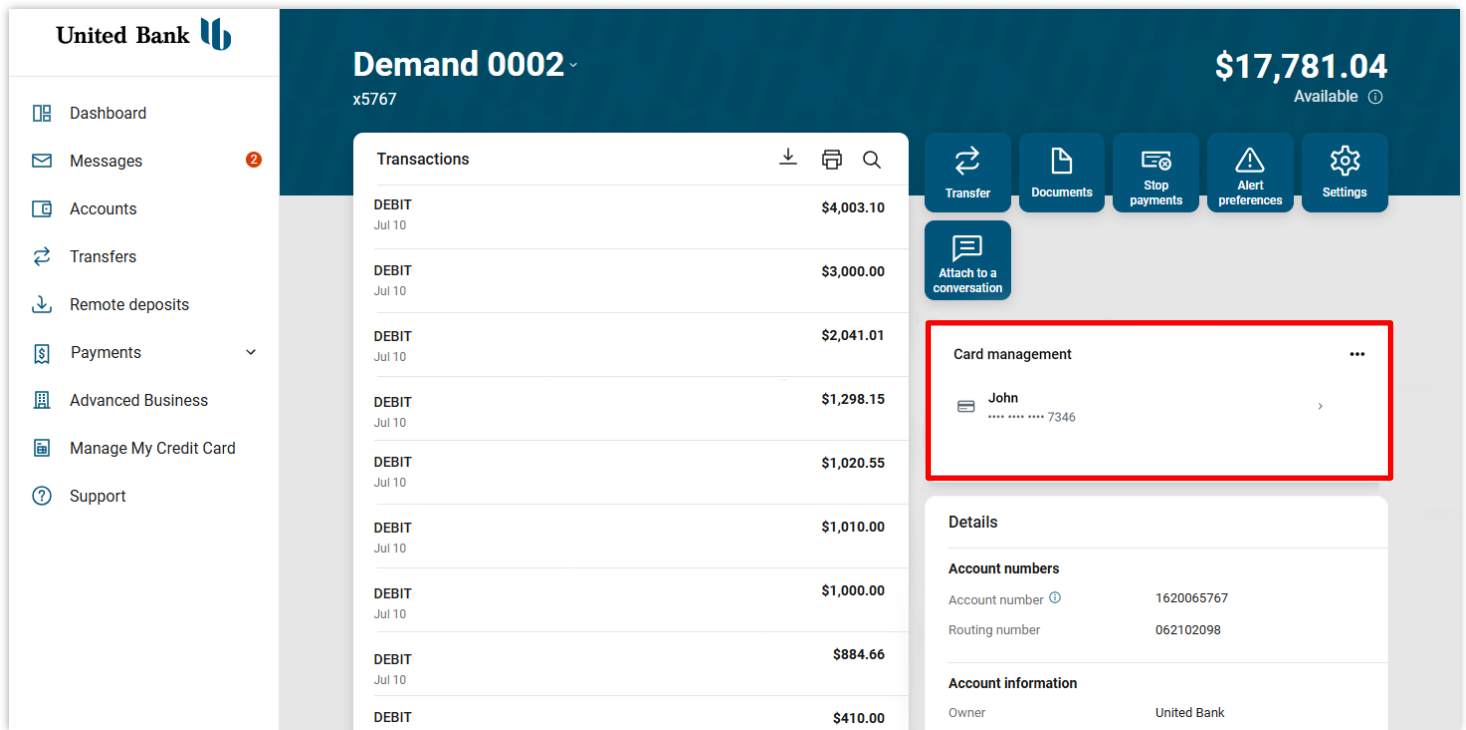 United Bank
Dashboard
Messages
2
Accounts
Transfers
Remote deposits
Payments
Advanced Business
Manage My Credit Card
Support
Demand 0002
x5767
$17,781.04
Available
Transactions
DEBIT $4,003.10
Jul 10
DEBIT $3,000.00
Jul 10
DEBIT $2,041.01
Jul 10
DEBIT $1,298.15
Jul 10
DEBIT $1,020.55
Jul 10
DEBIT $1,010.00
Jul 10
DEBIT $1,000.00
Jul 10
DEBIT $884.66
Jul 10
DEBIT $410.00
Transfer
Documents
Stop
payments
Alert
preferences
Settings
Attach to a
conversation
Card management
John
•••• •••• •••• 7346
Details
Account numbers
Account number 1620065767
Routing number 062102098
Account information
Owner United Bank